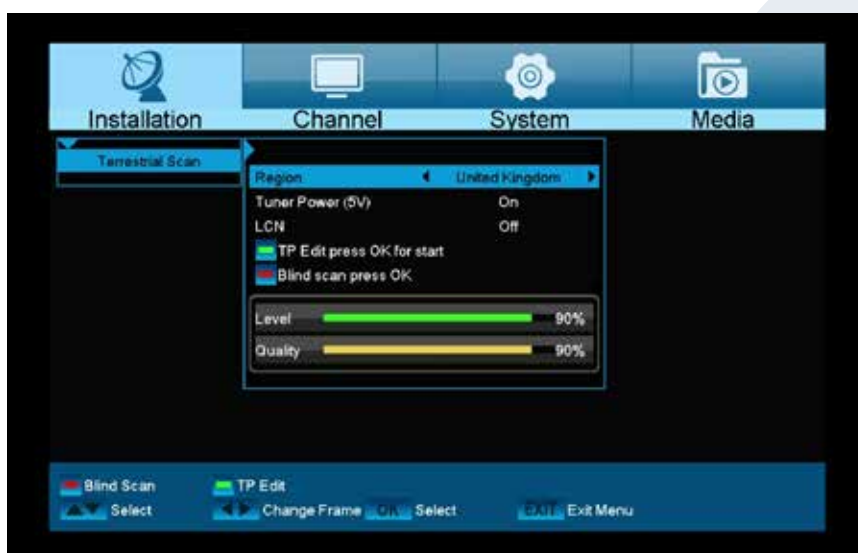 Installation Channel System Media
Terrestrial Scan
Region United Kingdom
Tuner Power (5V) On
LCN Off
TP Edit press OK for start
Blind scan press OK
Level 90%
Quality 90%
Blind Scan TP Edit
Select Change Frame OK Select EXIT Exit Menu